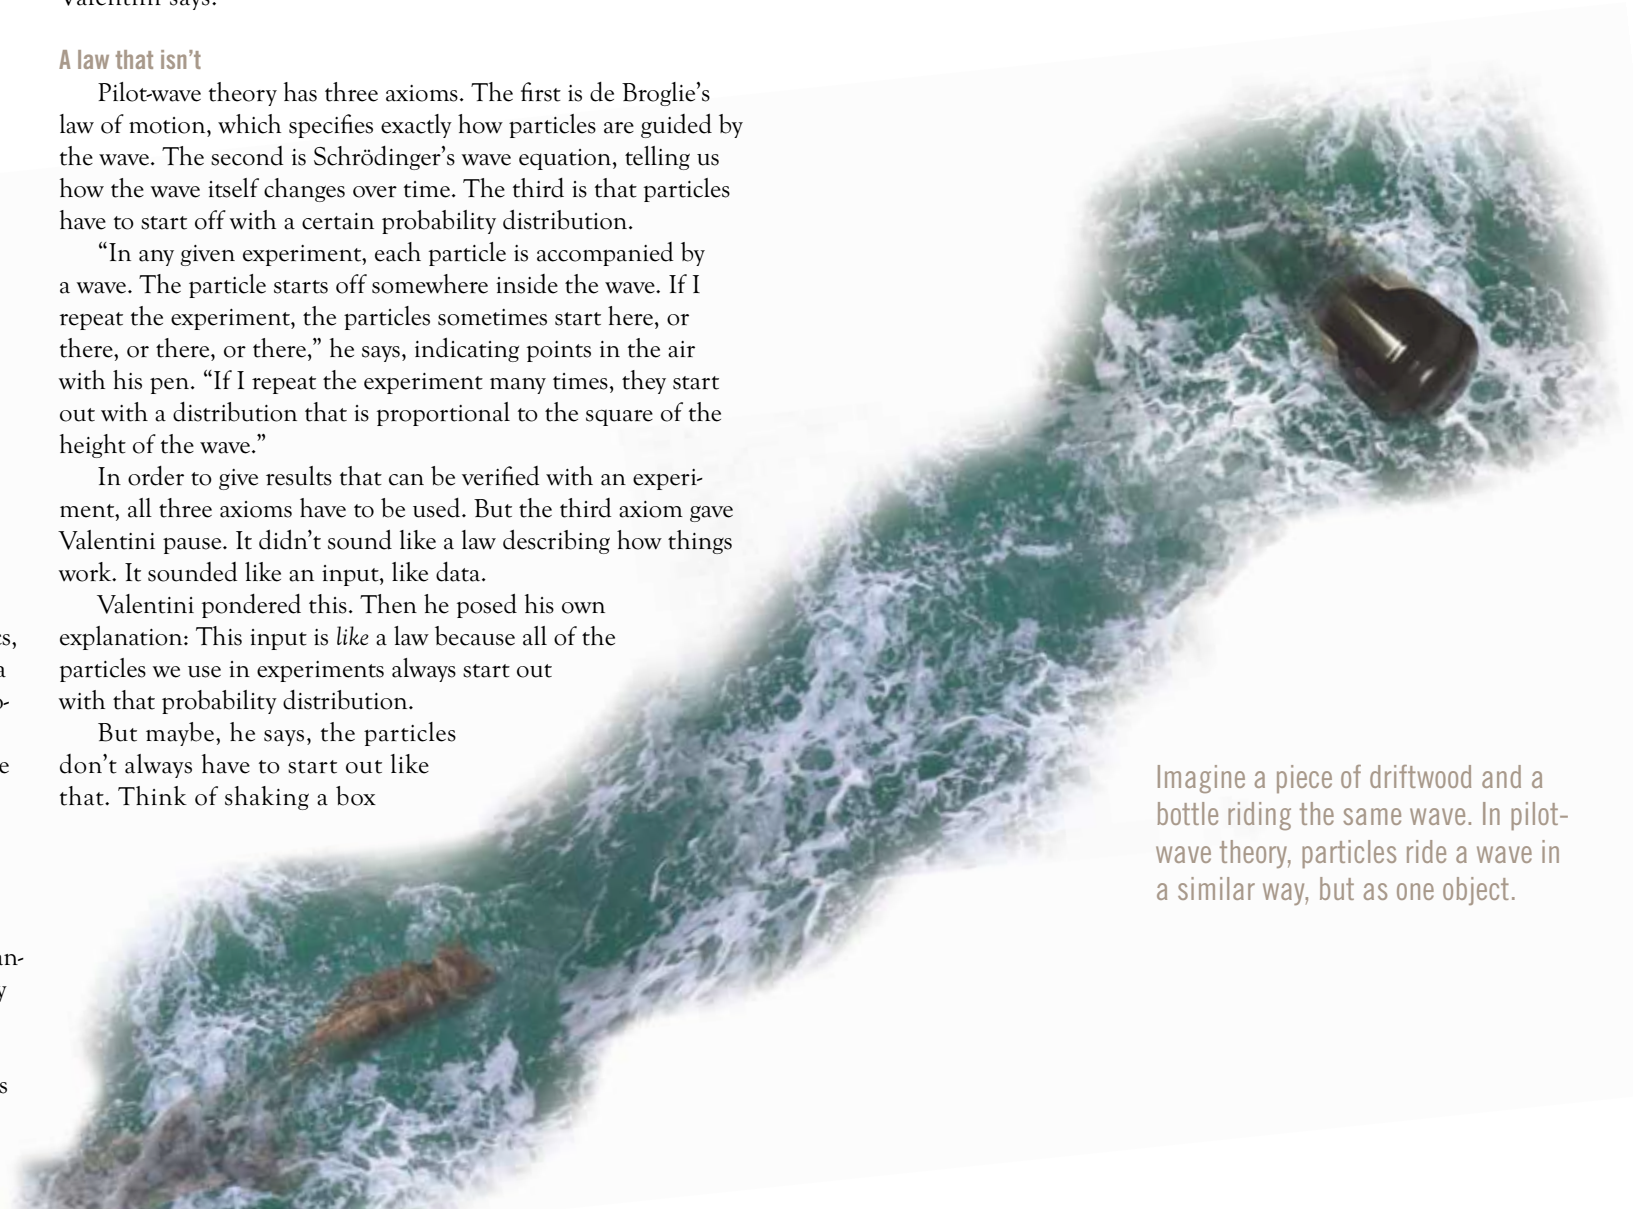 Valentini says.
A law that isn’t
Pilot-wave theory has three axioms. The first is de Broglie’s
law of motion, which specifies exactly how particles are guided by
the wave. The second is Schrödinger’s wave equation, telling us
how the wave itself changes over time. The third is that particles
have to start off with a certain probability distribution.
“In any given experiment, each particle is accompanied by
a wave. The particle starts off somewhere inside the wave. If I
repeat the experiment, the particles sometimes start here, or
there, or there, or there,” he says, indicating points in the air
with his pen. “If I repeat the experiment many times, they start
out with a distribution that is proportional to the square of the
height of the wave.”
In order to give results that can be verified with an experi-
ment, all three axioms have to be used. But the third axiom gave
Valentini pause. It didn’t sound like a law describing how things
work. It sounded like an input, like data.
Valentini pondered this. Then he posed his own
explanation: This input is like a law because all of the
particles we use in experiments always start out
with that probability distribution.
But maybe, he says, the particles
don’t always have to start out like
that. Think of shaking a box
Imagine a piece of driftwood and a
bottle riding the same wave. In pilot-
wave theory, particles ride a wave in
a similar way, but as one object.